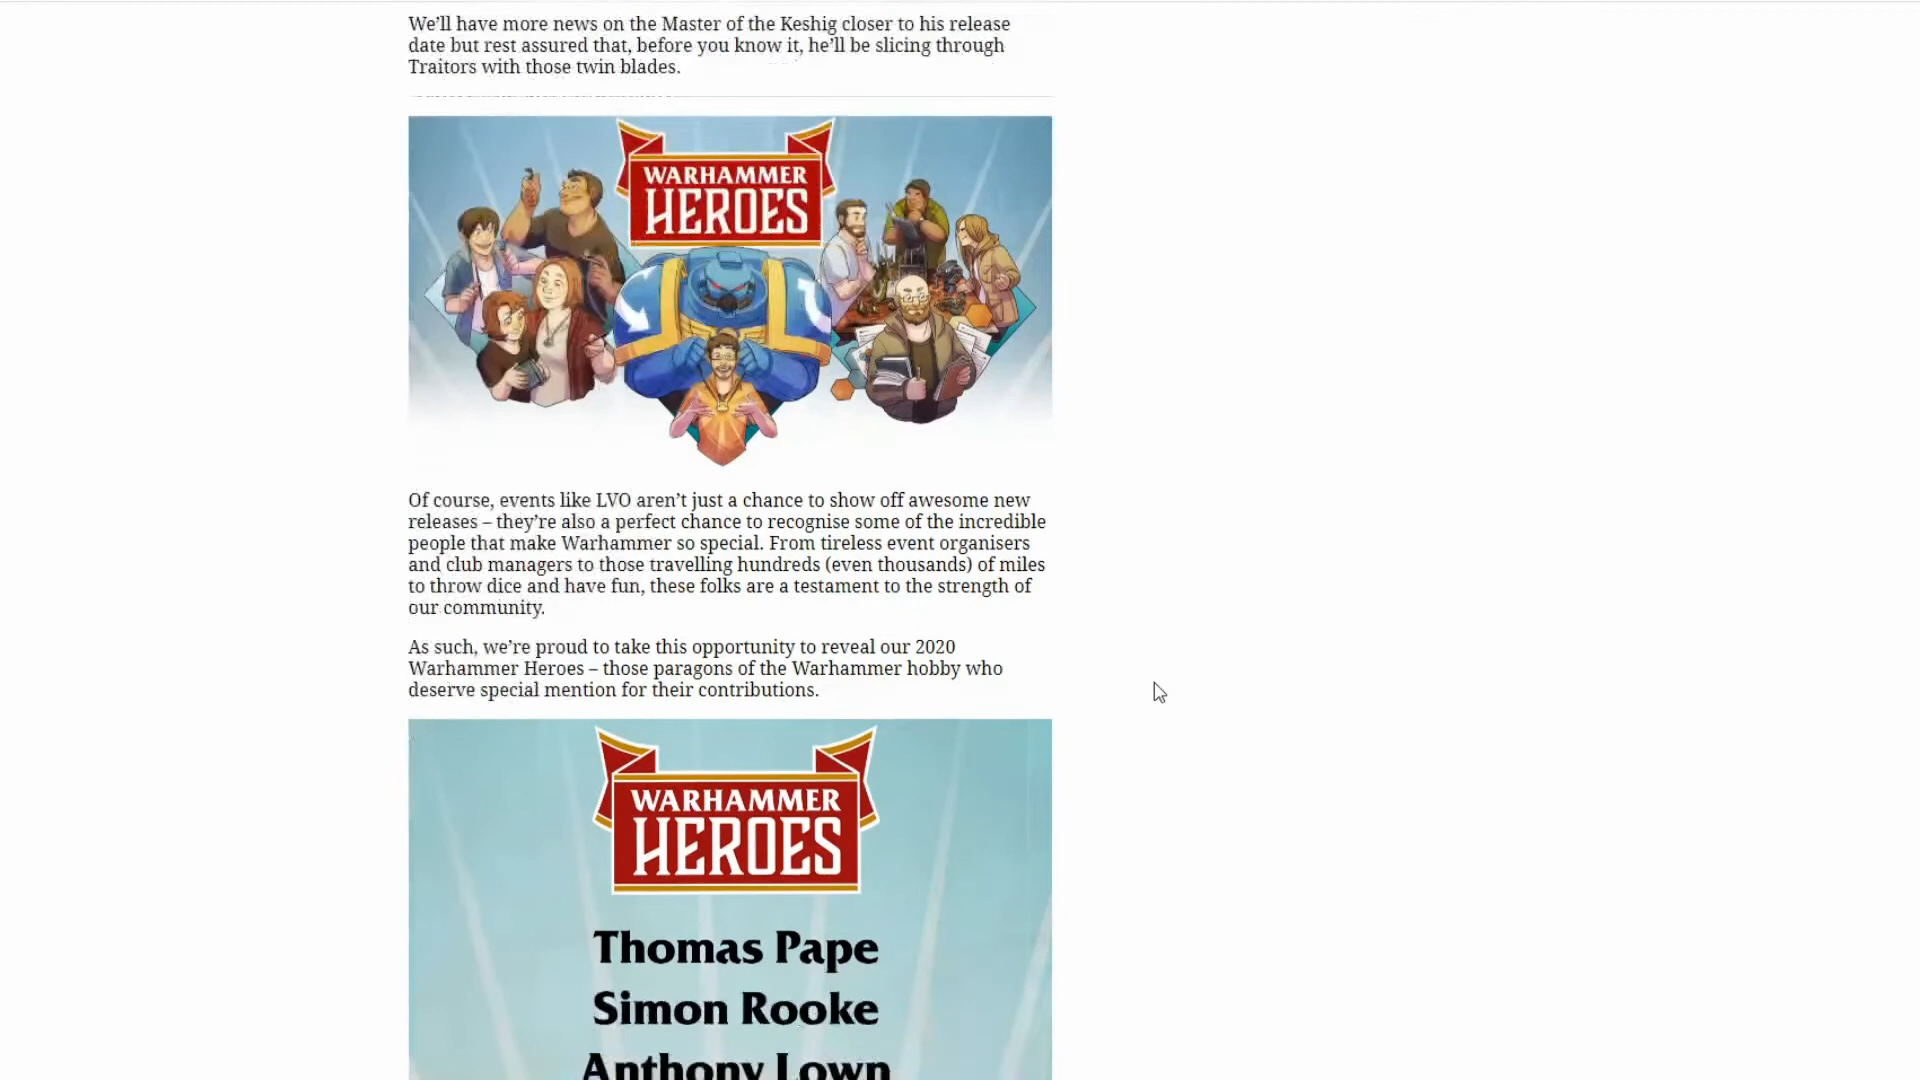 We’ll have more news on the Master of the Keshig closer to his release
date but rest assured that, before you know it, he’ll be slicing through
Traitors with those twin blades.
WARHAMMER
HEROES
Of course, events like LVO aren’t just a chance to show off awesome new
releases – they’re also a perfect chance to recognise some of the incredible
people that make Warhammer so special. From tireless event organisers
and club managers to those travelling hundreds (even thousands) of miles
to throw dice and have fun, these folks are a testament to the strength of
our community.
As such, we’re proud to take this opportunity to reveal our 2020
Warhammer Heroes – those paragons of the Warhammer hobby who
deserve special mention for their contributions.
WARHAMMER
HEROES
Thomas Pape
Simon Rooke
Anthony Lown